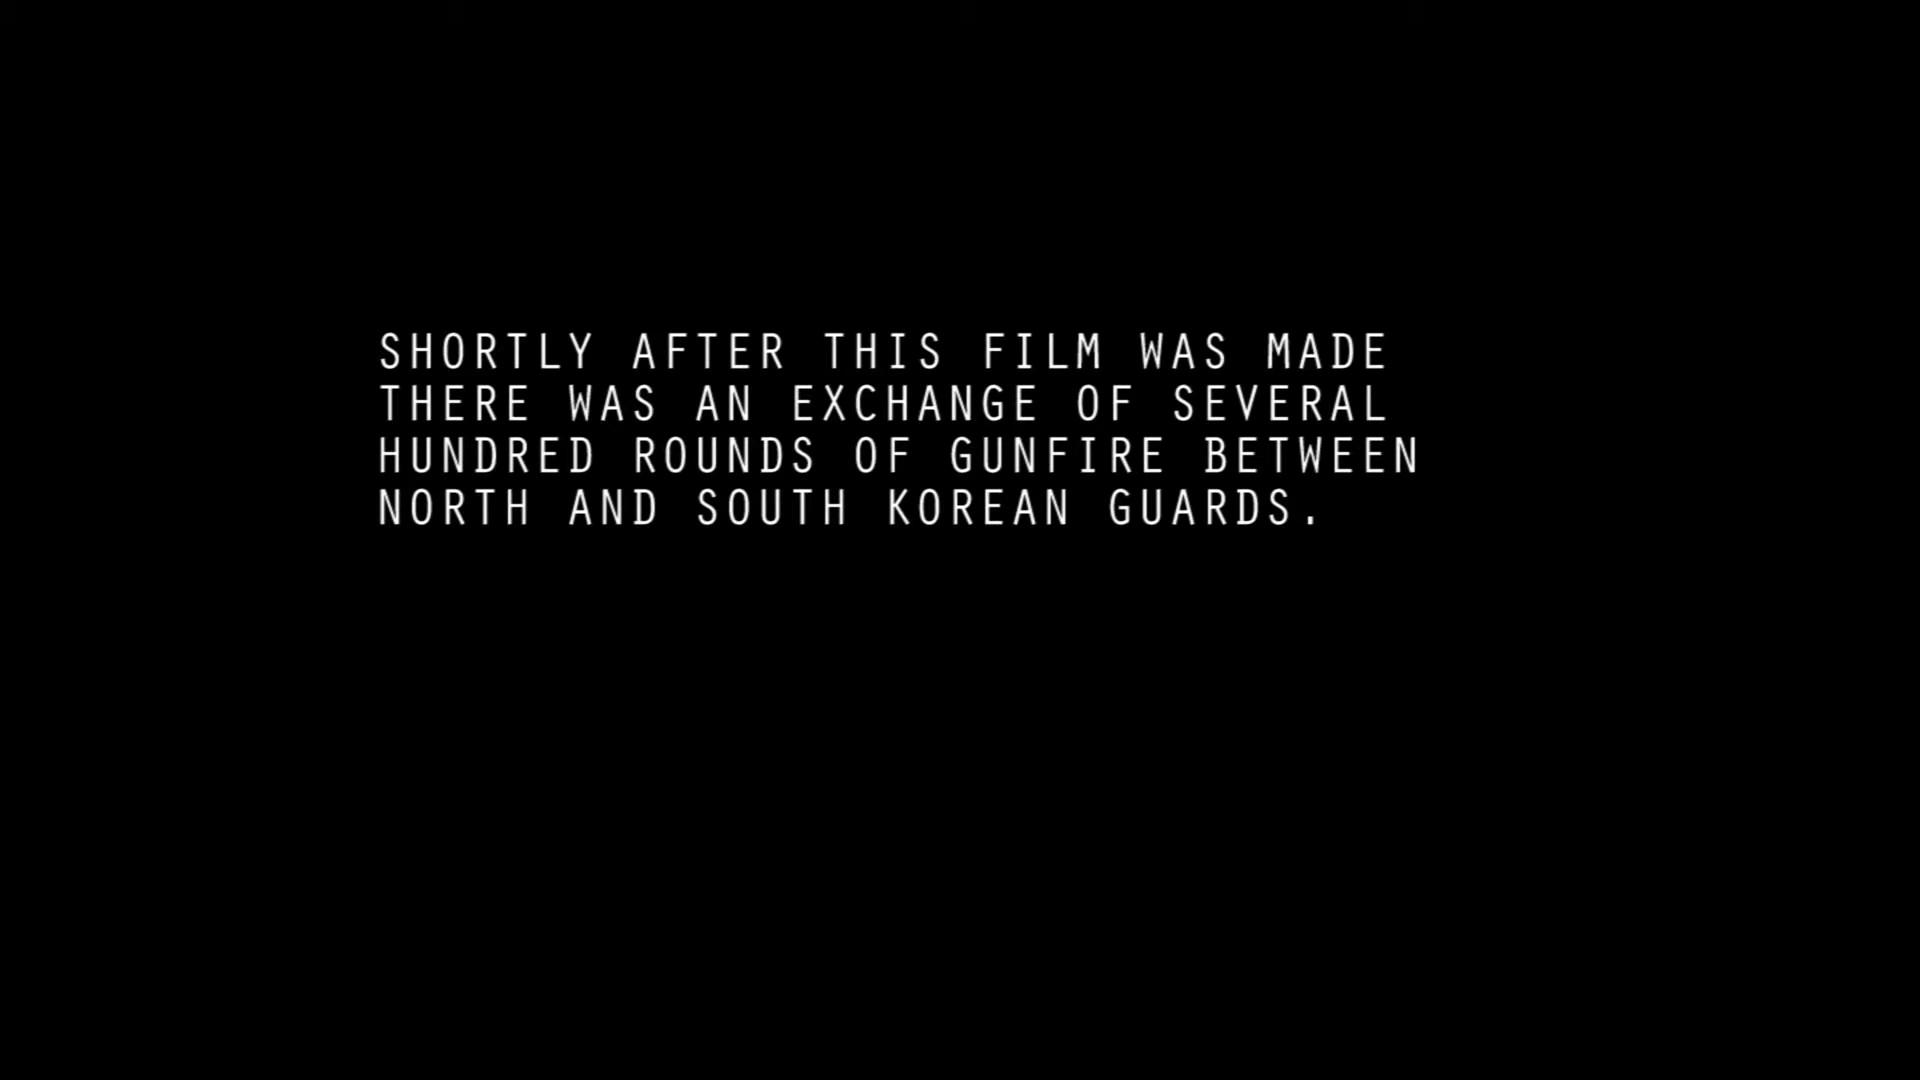 SHORTLY AFTER THIS FILM WAS MADE
THERE WAS AN EXCHANGE OF SEVERAL
HUNDRED ROUNDS OF GUNFIRE BETWEEN
NORTH AND SOUTH KOREAN GUARDS.